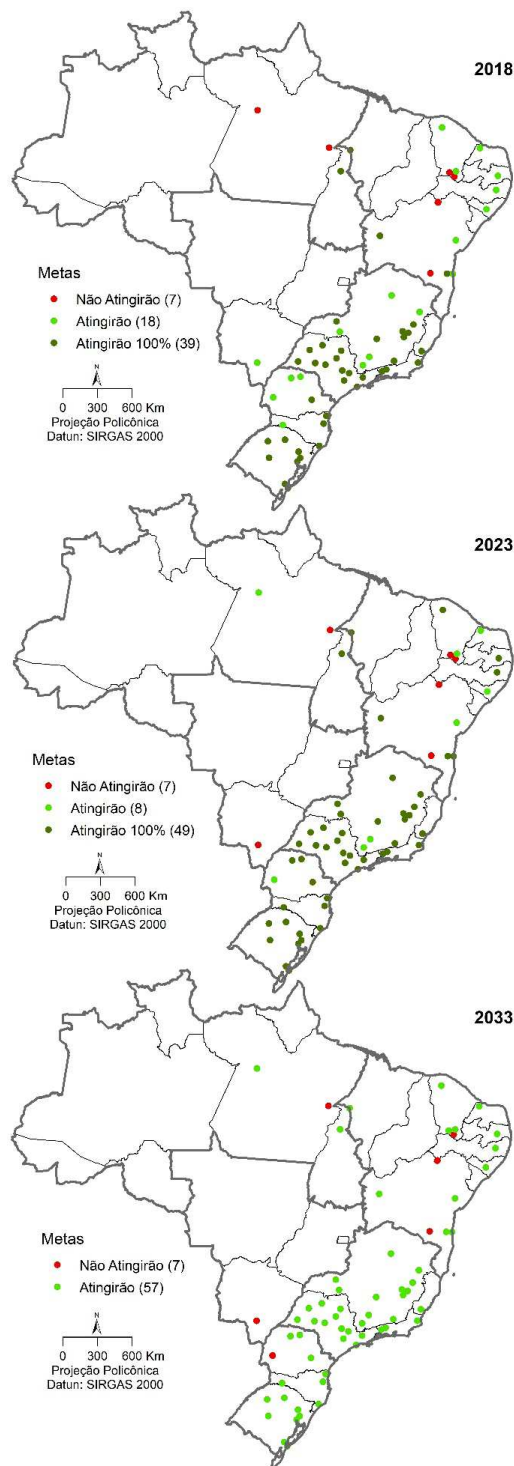 2018
Metas
Não Atingirão (7)
Atingirão (18)
Atingirão 100% (39)
N
0 300 600 Km
Projeção Policônica
Datun: SIRGAS 2000
2023
Metas
Não Atingirão (7)
Atingirão (8)
Atingirão 100% (49)
N
0 300 600 Km
Projeção Policônica
Datun: SIRGAS 2000
2033
Metas
Não Atingirão (7)
Atingirão (57)
N
0 300 600 Km
Projeção Policônica
Datun: SIRGAS 2000